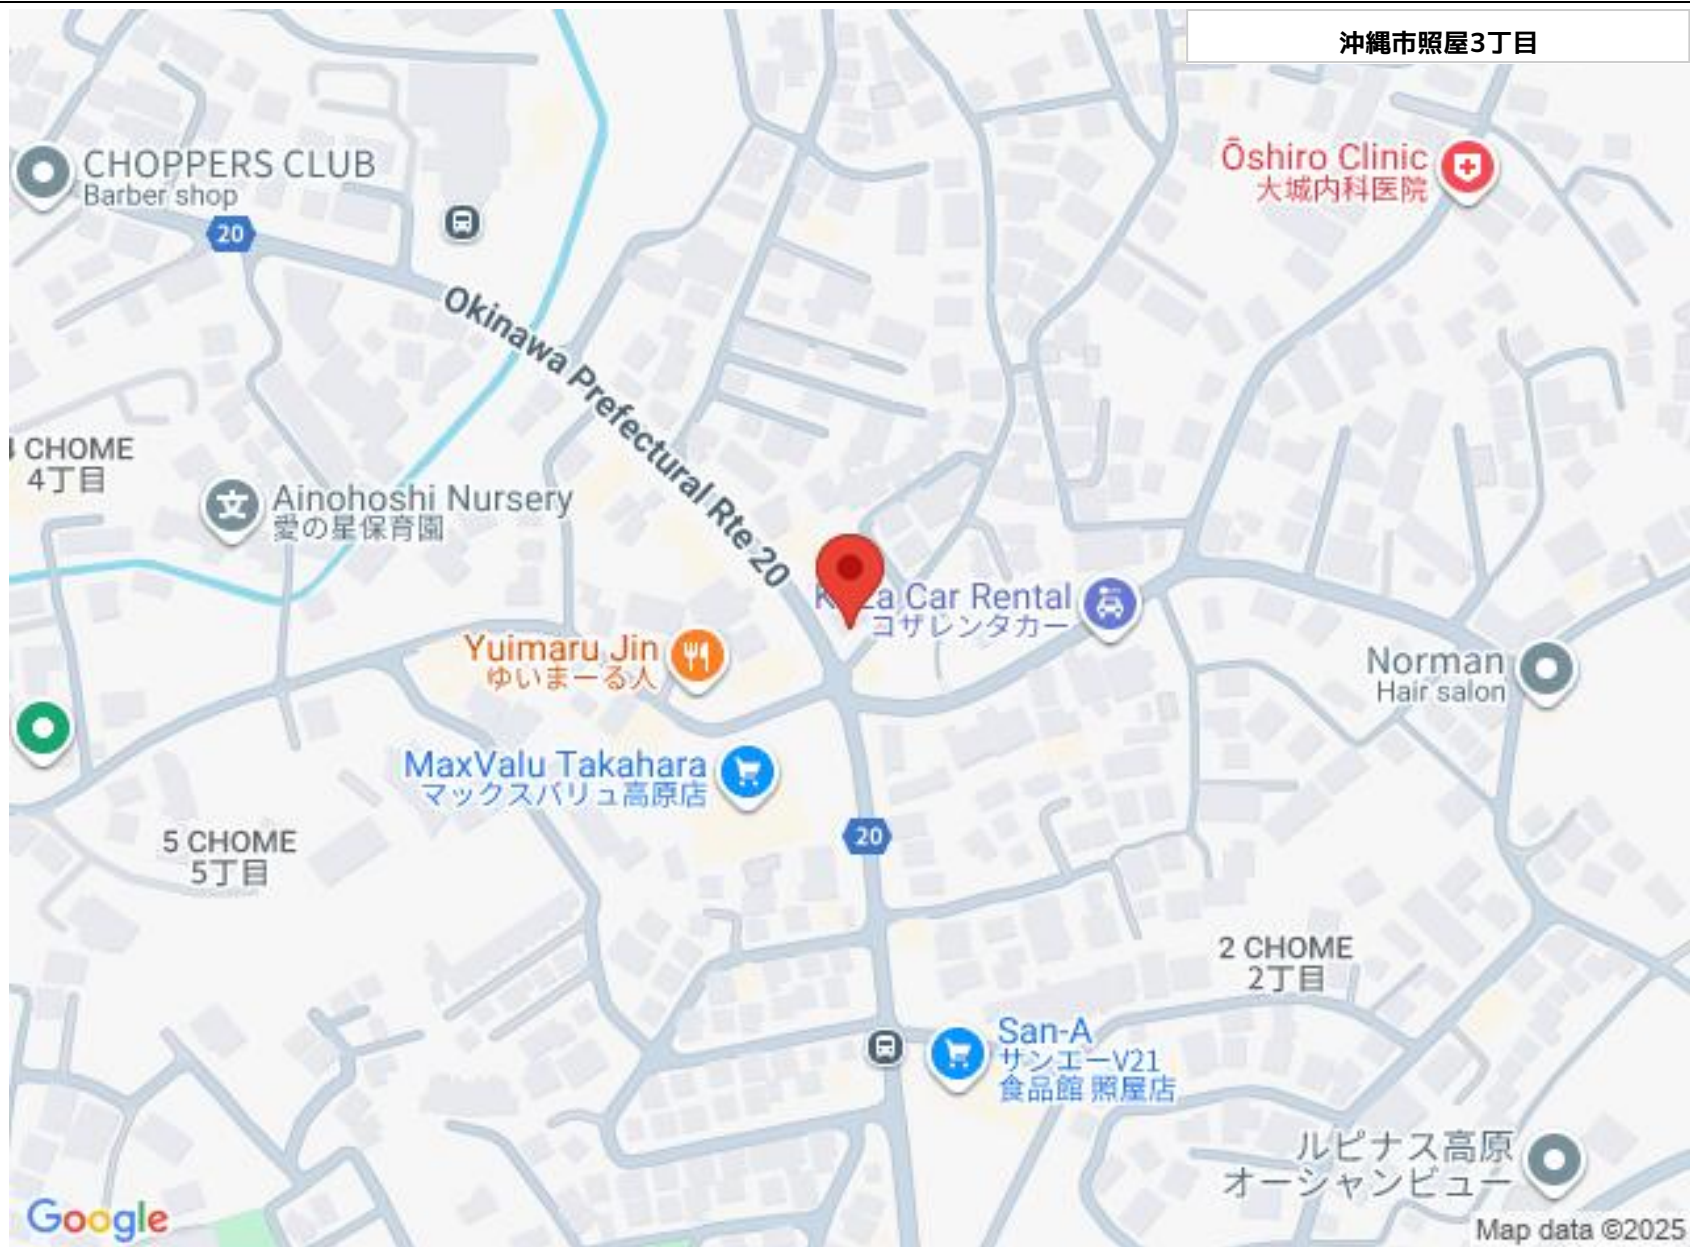 沖縄市照屋3丁目
CHOPPERS CLUB
Barber shop
20
Ōshiro Clinic
大城内科医院
Okinawa Prefectural Rte 20
CHOME
4丁目
Ainohoshi Nursery
愛の星保育園
Car Rental
コザレンタカー
Yuimaru Jin
ゆいまーる人
Norman
Hair salon
MaxValu Takahara
マックスバリュ高原店
20
5 CHOME
5丁目
2 CHOME
2丁目
San-A
サンエーV21
食品館 照屋店
ルピナス高原
オーシャンビュー
Google
Map data ©2025